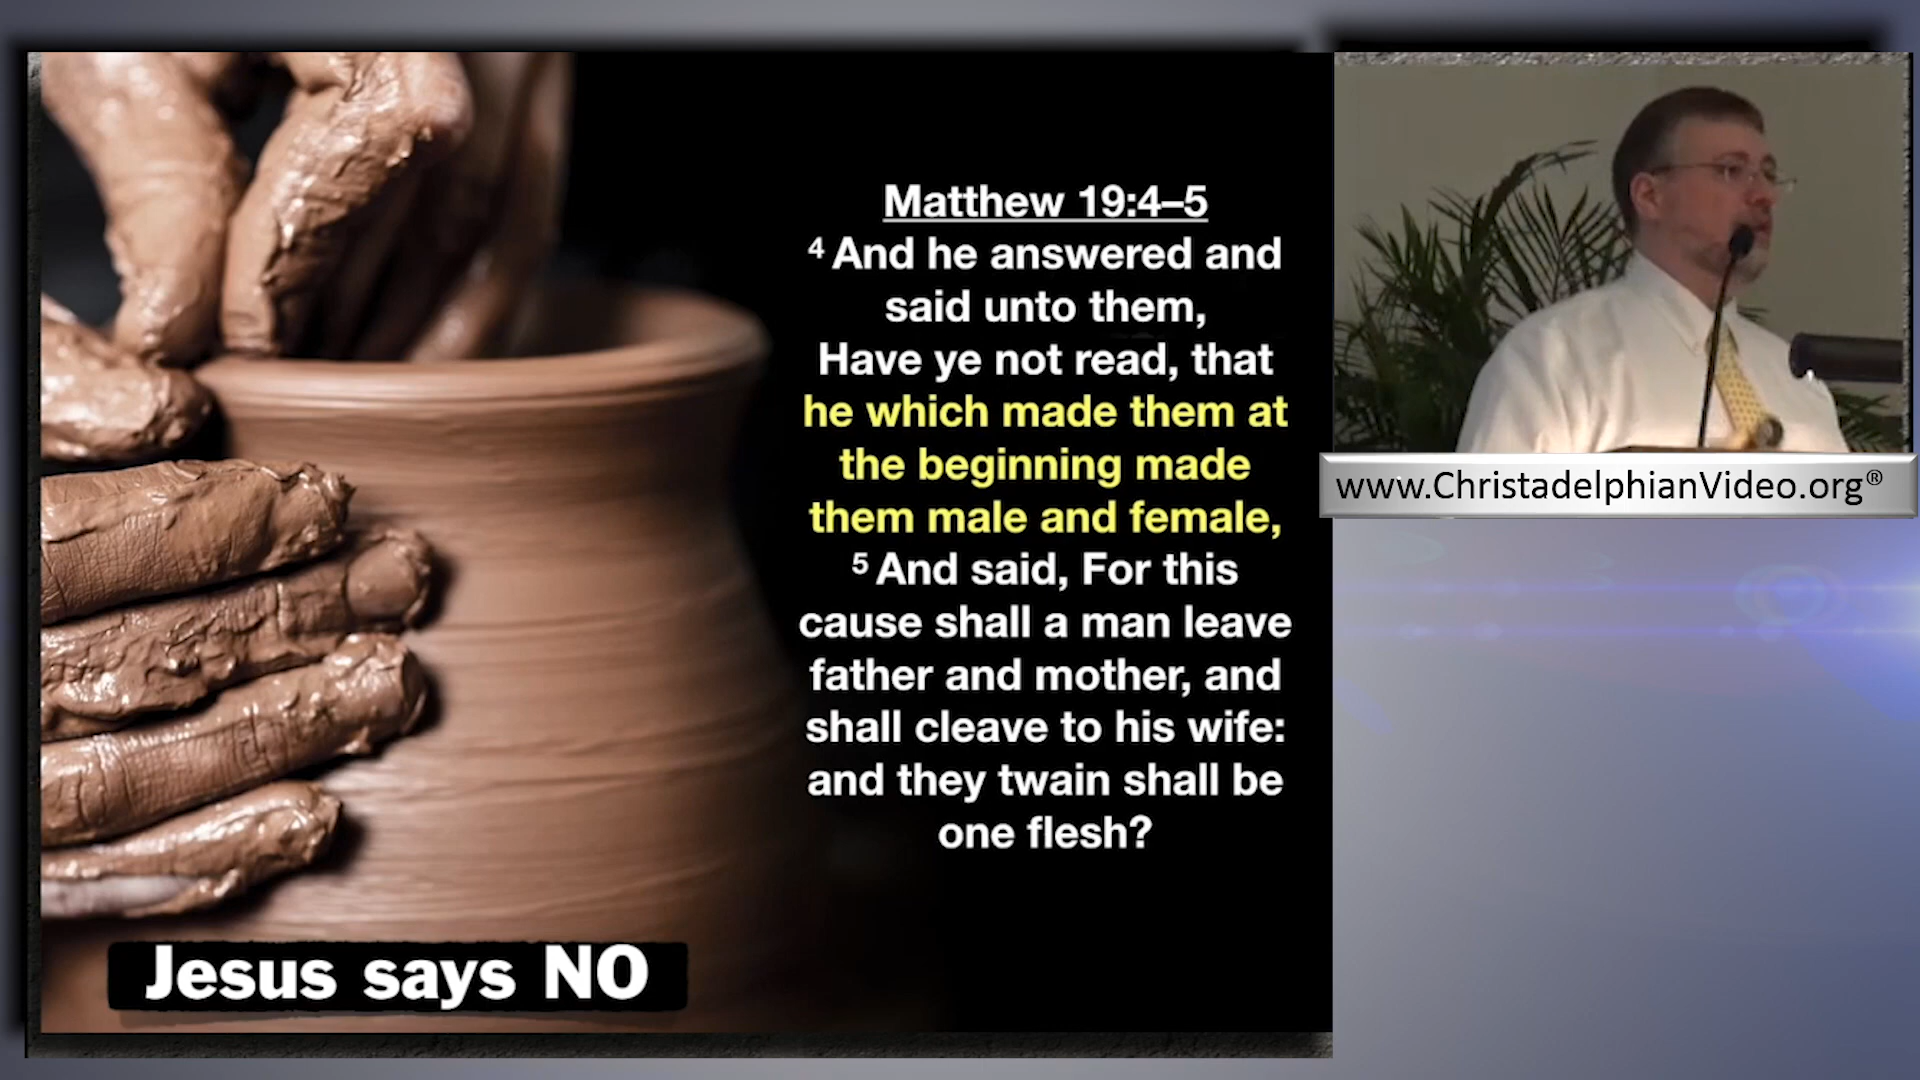 Matthew 19:4–5
4 And he answered and
said unto them,
Have ye not read, that
he which made them at
the beginning made
them male and female,
5 And said, For this
cause shall a man leave
father and mother, and
shall cleave to his wife:
and they twain shall be
one flesh?
Jesus says NO
www.ChristadelphianVideo.org®